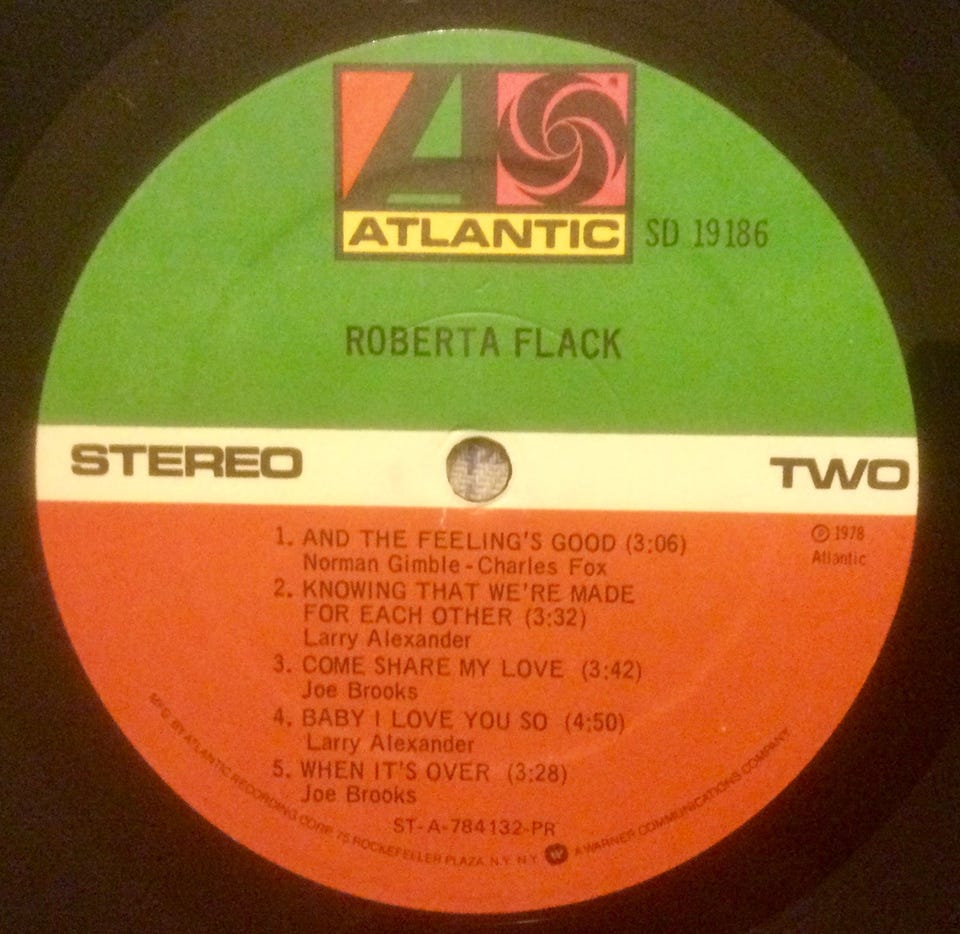 ATLANTIC
SD 19186
ROBERTA FLACK
STEREO
TWO
1. AND THE FEELING'S GOOD (3:06)
Norman Gimble - Charles Fox
2. KNOWING THAT WE'RE MADE
FOR EACH OTHER (3:32)
Larry Alexander
3. COME SHARE MY LOVE (3:42)
Joe Brooks
4. BABY I LOVE YOU SO (4:50)
Larry Alexander
5. WHEN IT'S OVER (3:28)
Joe Brooks
℗ 1978
Atlantic
ST-A-784132-PR
MFG. BY ATLANTIC RECORDING CORP. 75 ROCKEFELLER PLAZA, N.Y. N.Y. A WARNER COMMUNICATIONS COMPANY